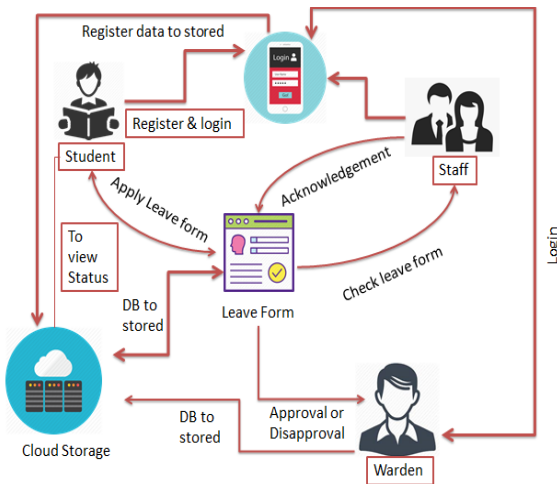 Register data to stored
Login
Register & login
Student
Staff
Acknowledgement
Apply Leave form
Check leave form
Login
To
view
Status
DB to
stored
Leave Form
Cloud Storage
DB to
stored
Approval or
Disapproval
Warden